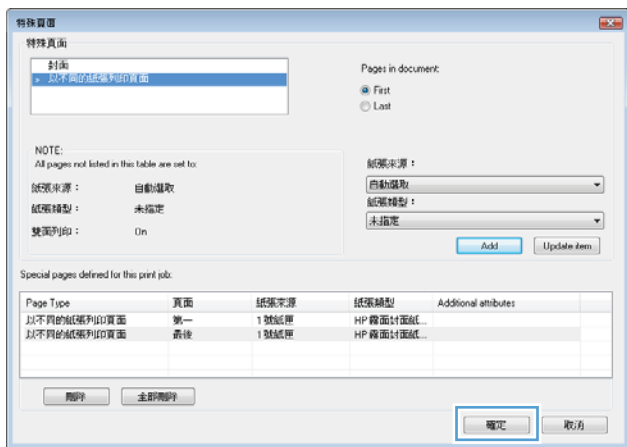 特殊頁面
特殊頁面
封面
» 以不同的紙張列印頁面
Pages in document:
First
Last
NOTE:
All pages not listed in this table are set to:
紙張來源： 自動選取
紙張類型： 未指定
雙面列印： On
紙張來源：
自動選取
紙張類型：
未指定
Add Update item
Special pages defined for this print job:
Page Type 頁面 紙張來源 紙張類型 Additional attributes
以不同的紙張列印頁面 第一 1 號紙匣 HP 霧面封面紙...
以不同的紙張列印頁面 最後 1 號紙匣 HP 霧面封面紙...
刪除 全部刪除
確定 取消